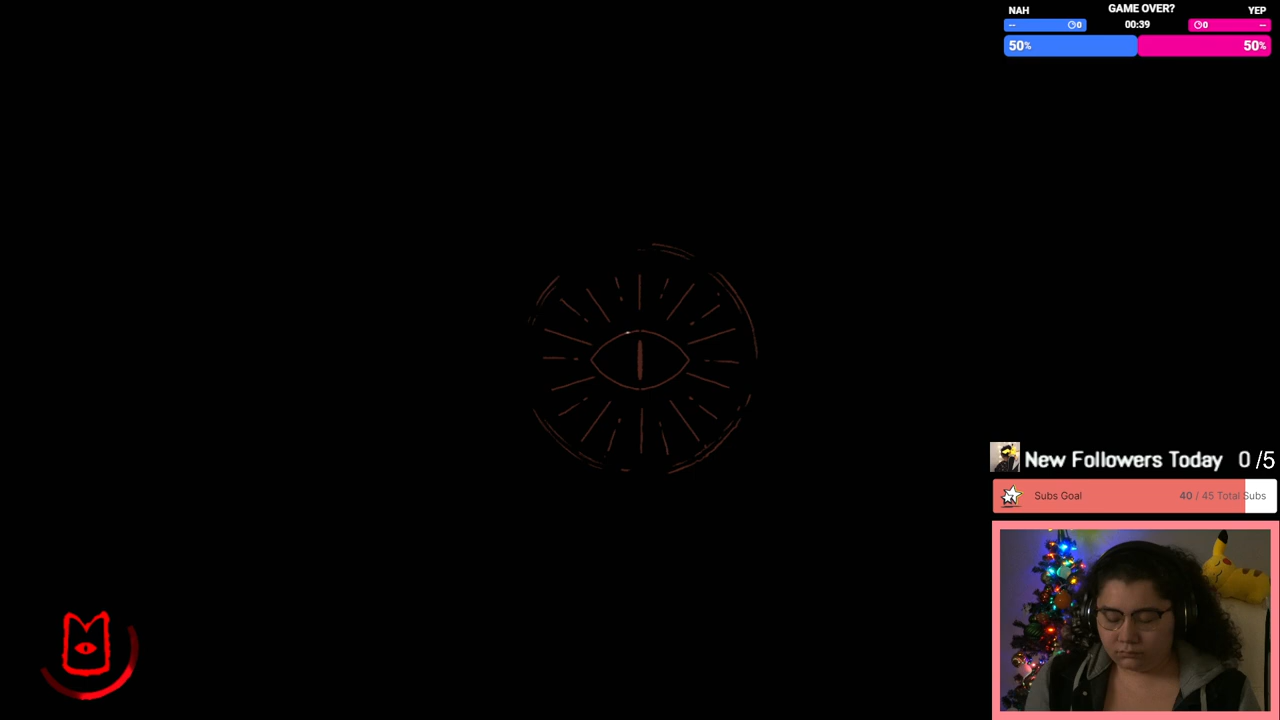 NAH GAME OVER? YEP
-- 0 00:39 0 --
50% 50%
New Followers Today 0 /5
Subs Goal 40 / 45 Total Subs